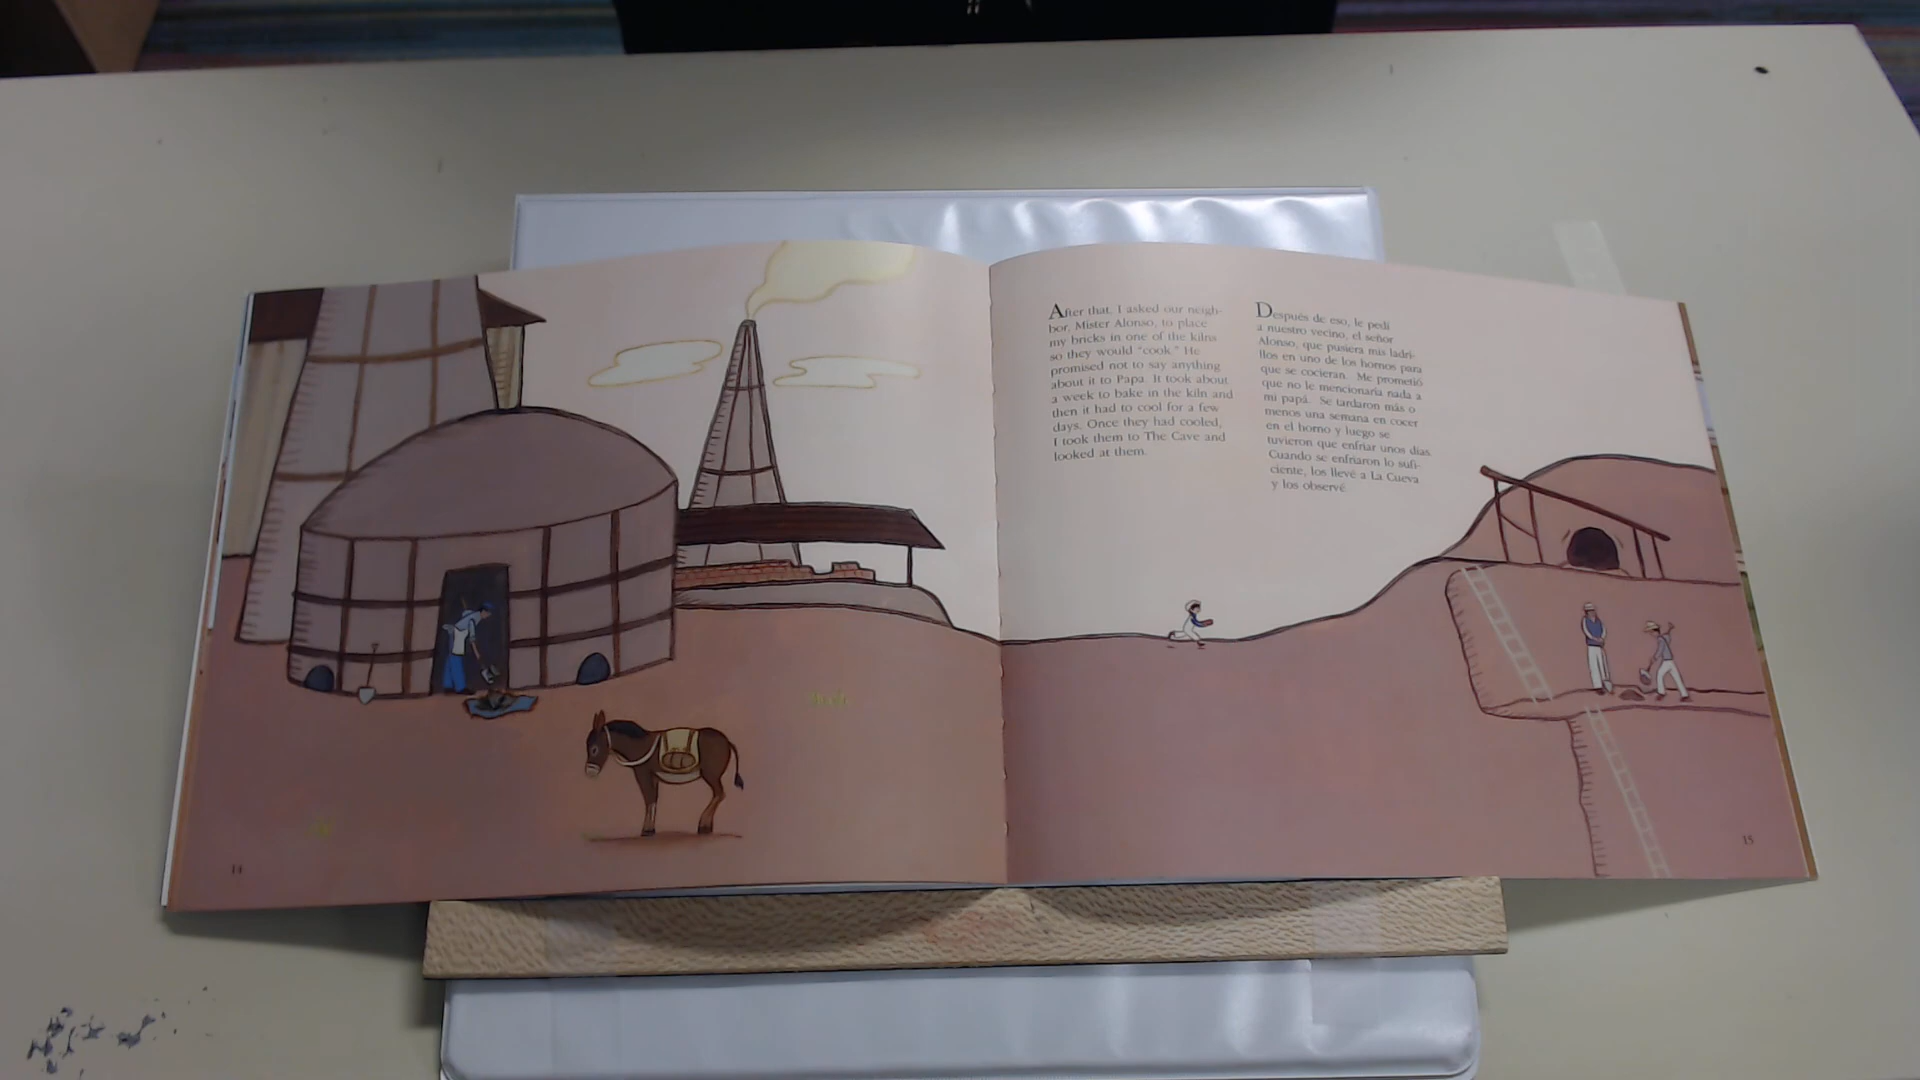 After that, I asked our neigh-
bor, Mister Alonso, to place
my bricks in one of the kilns
so they would "cook." He
promised not to say anything
about it to Papa. It took about
a week to bake in the kiln and
then it had to cool for a few
days. Once they had cooled,
I took them to The Cave and
looked at them.
Después de eso, le pedí
a nuestro vecino, el señor
Alonso, que pusiera mis ladri-
llos en uno de los hornos para
que se cocieran. Me prometió
que no le mencionaría nada a
mi papá. Se tardaron más o
menos una semana en cocer
en el horno y luego se
tuvieron que enfriar unos días.
Cuando se enfriaron lo sufi-
ciente, los llevé a La Cueva
y los observé.
14
15